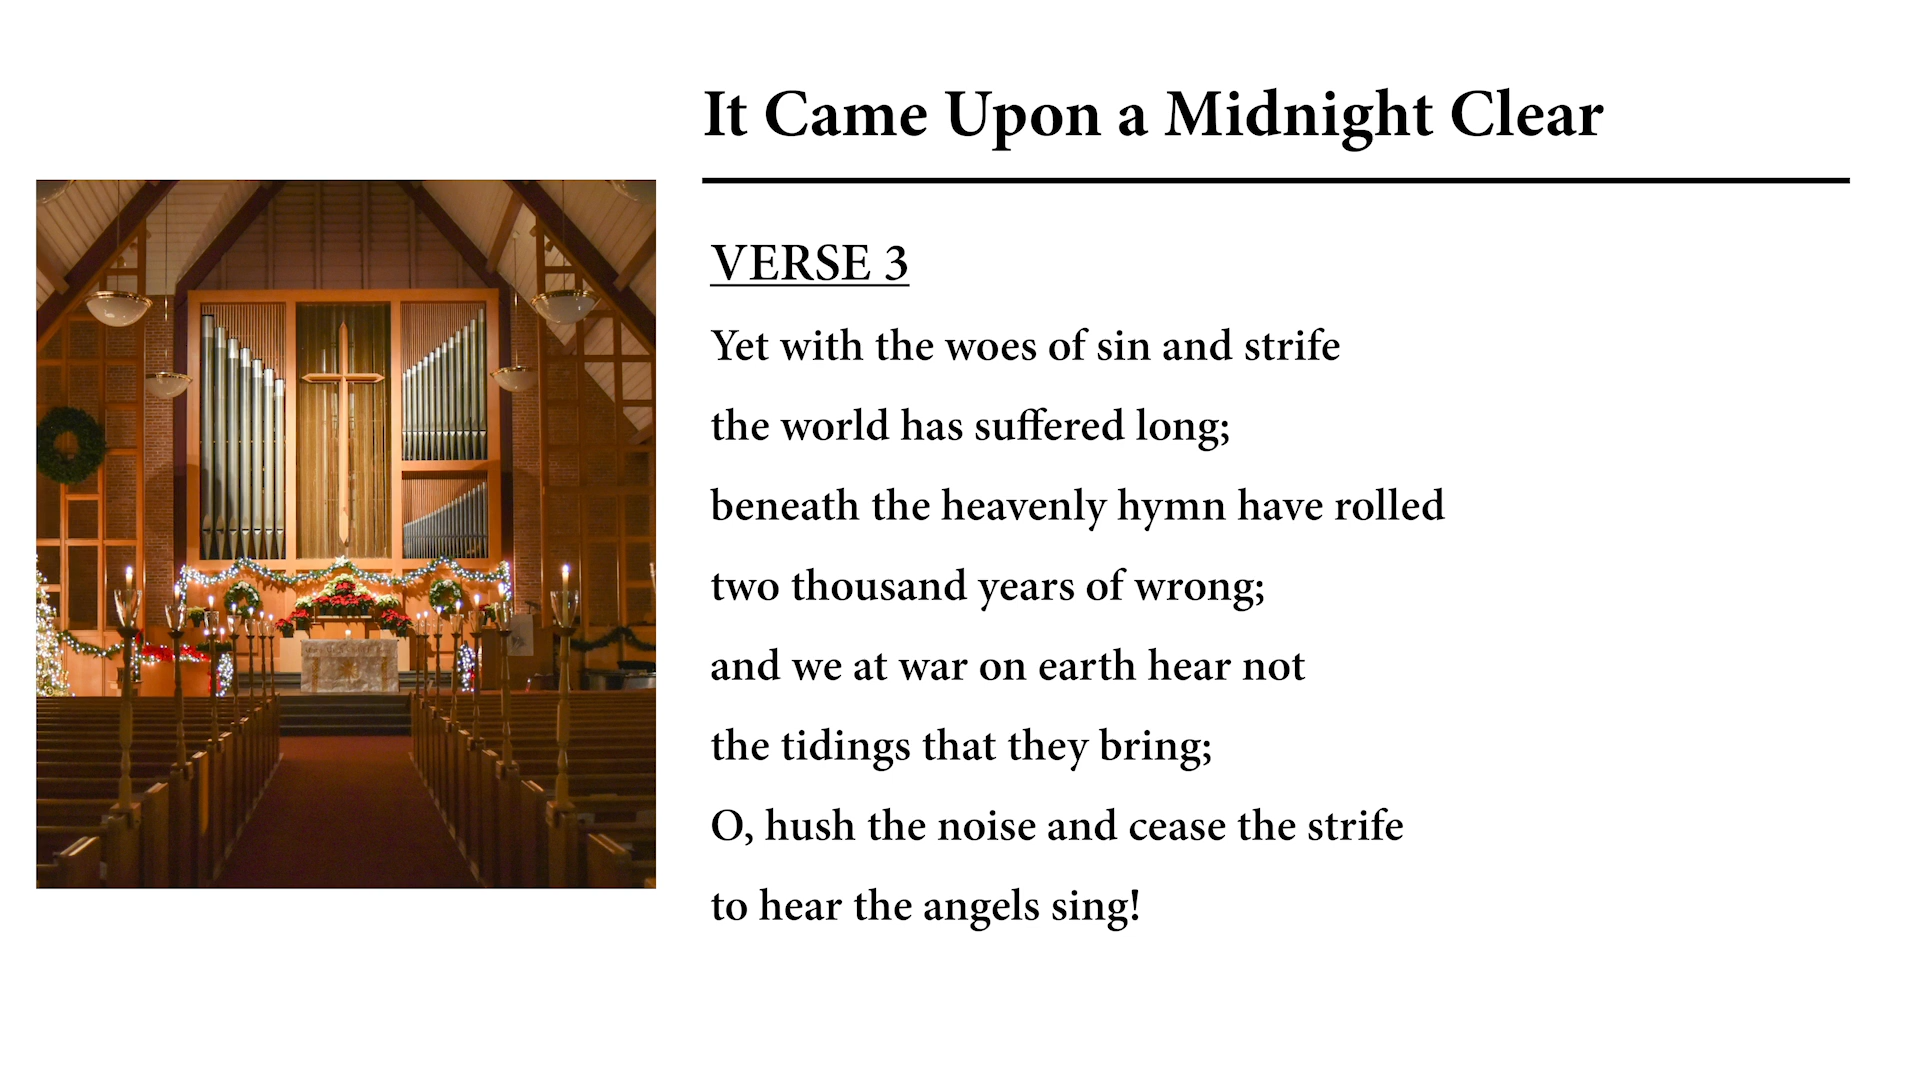 It Came Upon a Midnight Clear
VERSE 3
Yet with the woes of sin and strife
the world has suffered long;
beneath the heavenly hymn have rolled
two thousand years of wrong;
and we at war on earth hear not
the tidings that they bring;
O, hush the noise and cease the strife
to hear the angels sing!